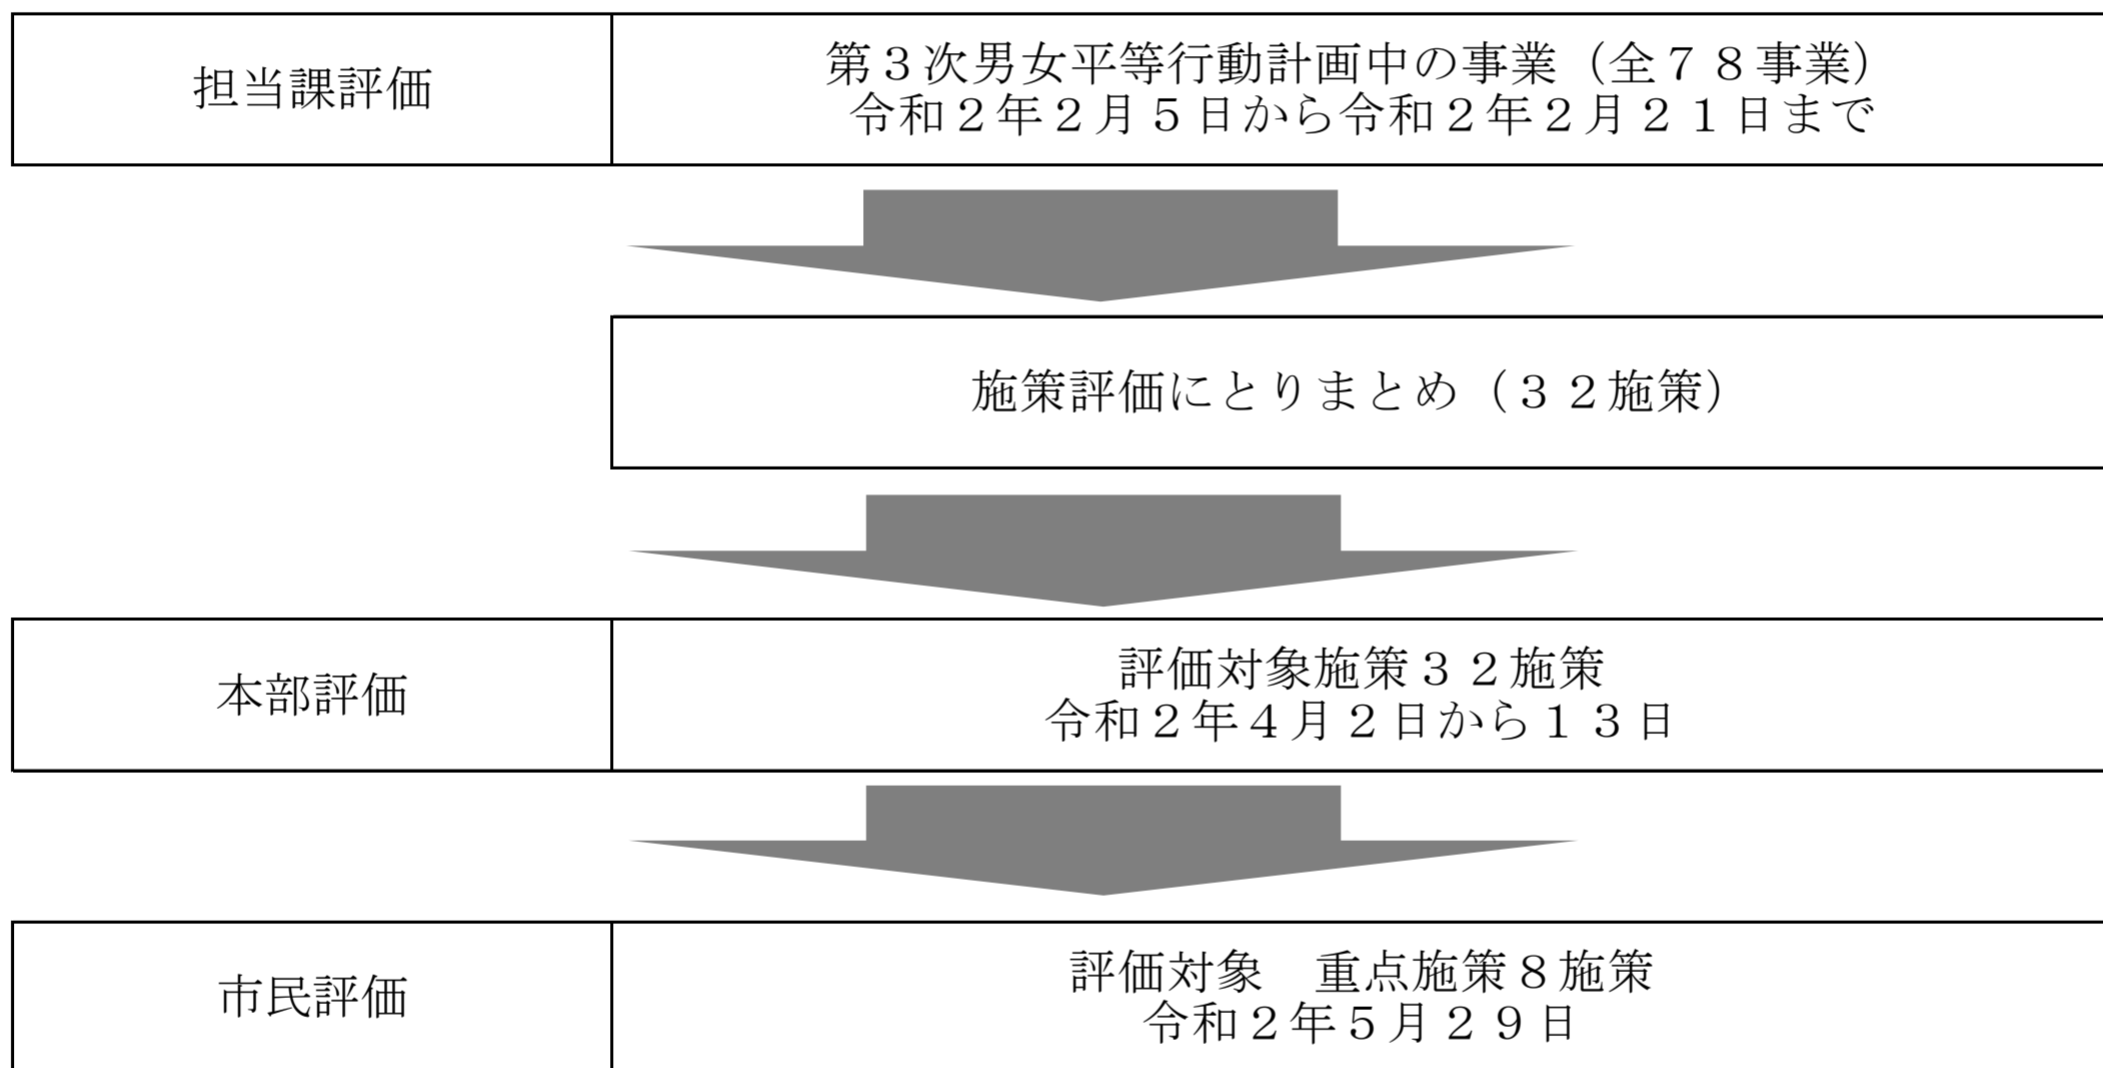 担当課評価
第３次男女平等行動計画中の事業（全７８事業）
令和２年２月５日から令和２年２月２１日まで
施策評価にとりまとめ（３２施策）
本部評価
評価対象施策３２施策
令和２年４月２日から１３日
市民評価
評価対象　重点施策８施策
令和２年５月２９日